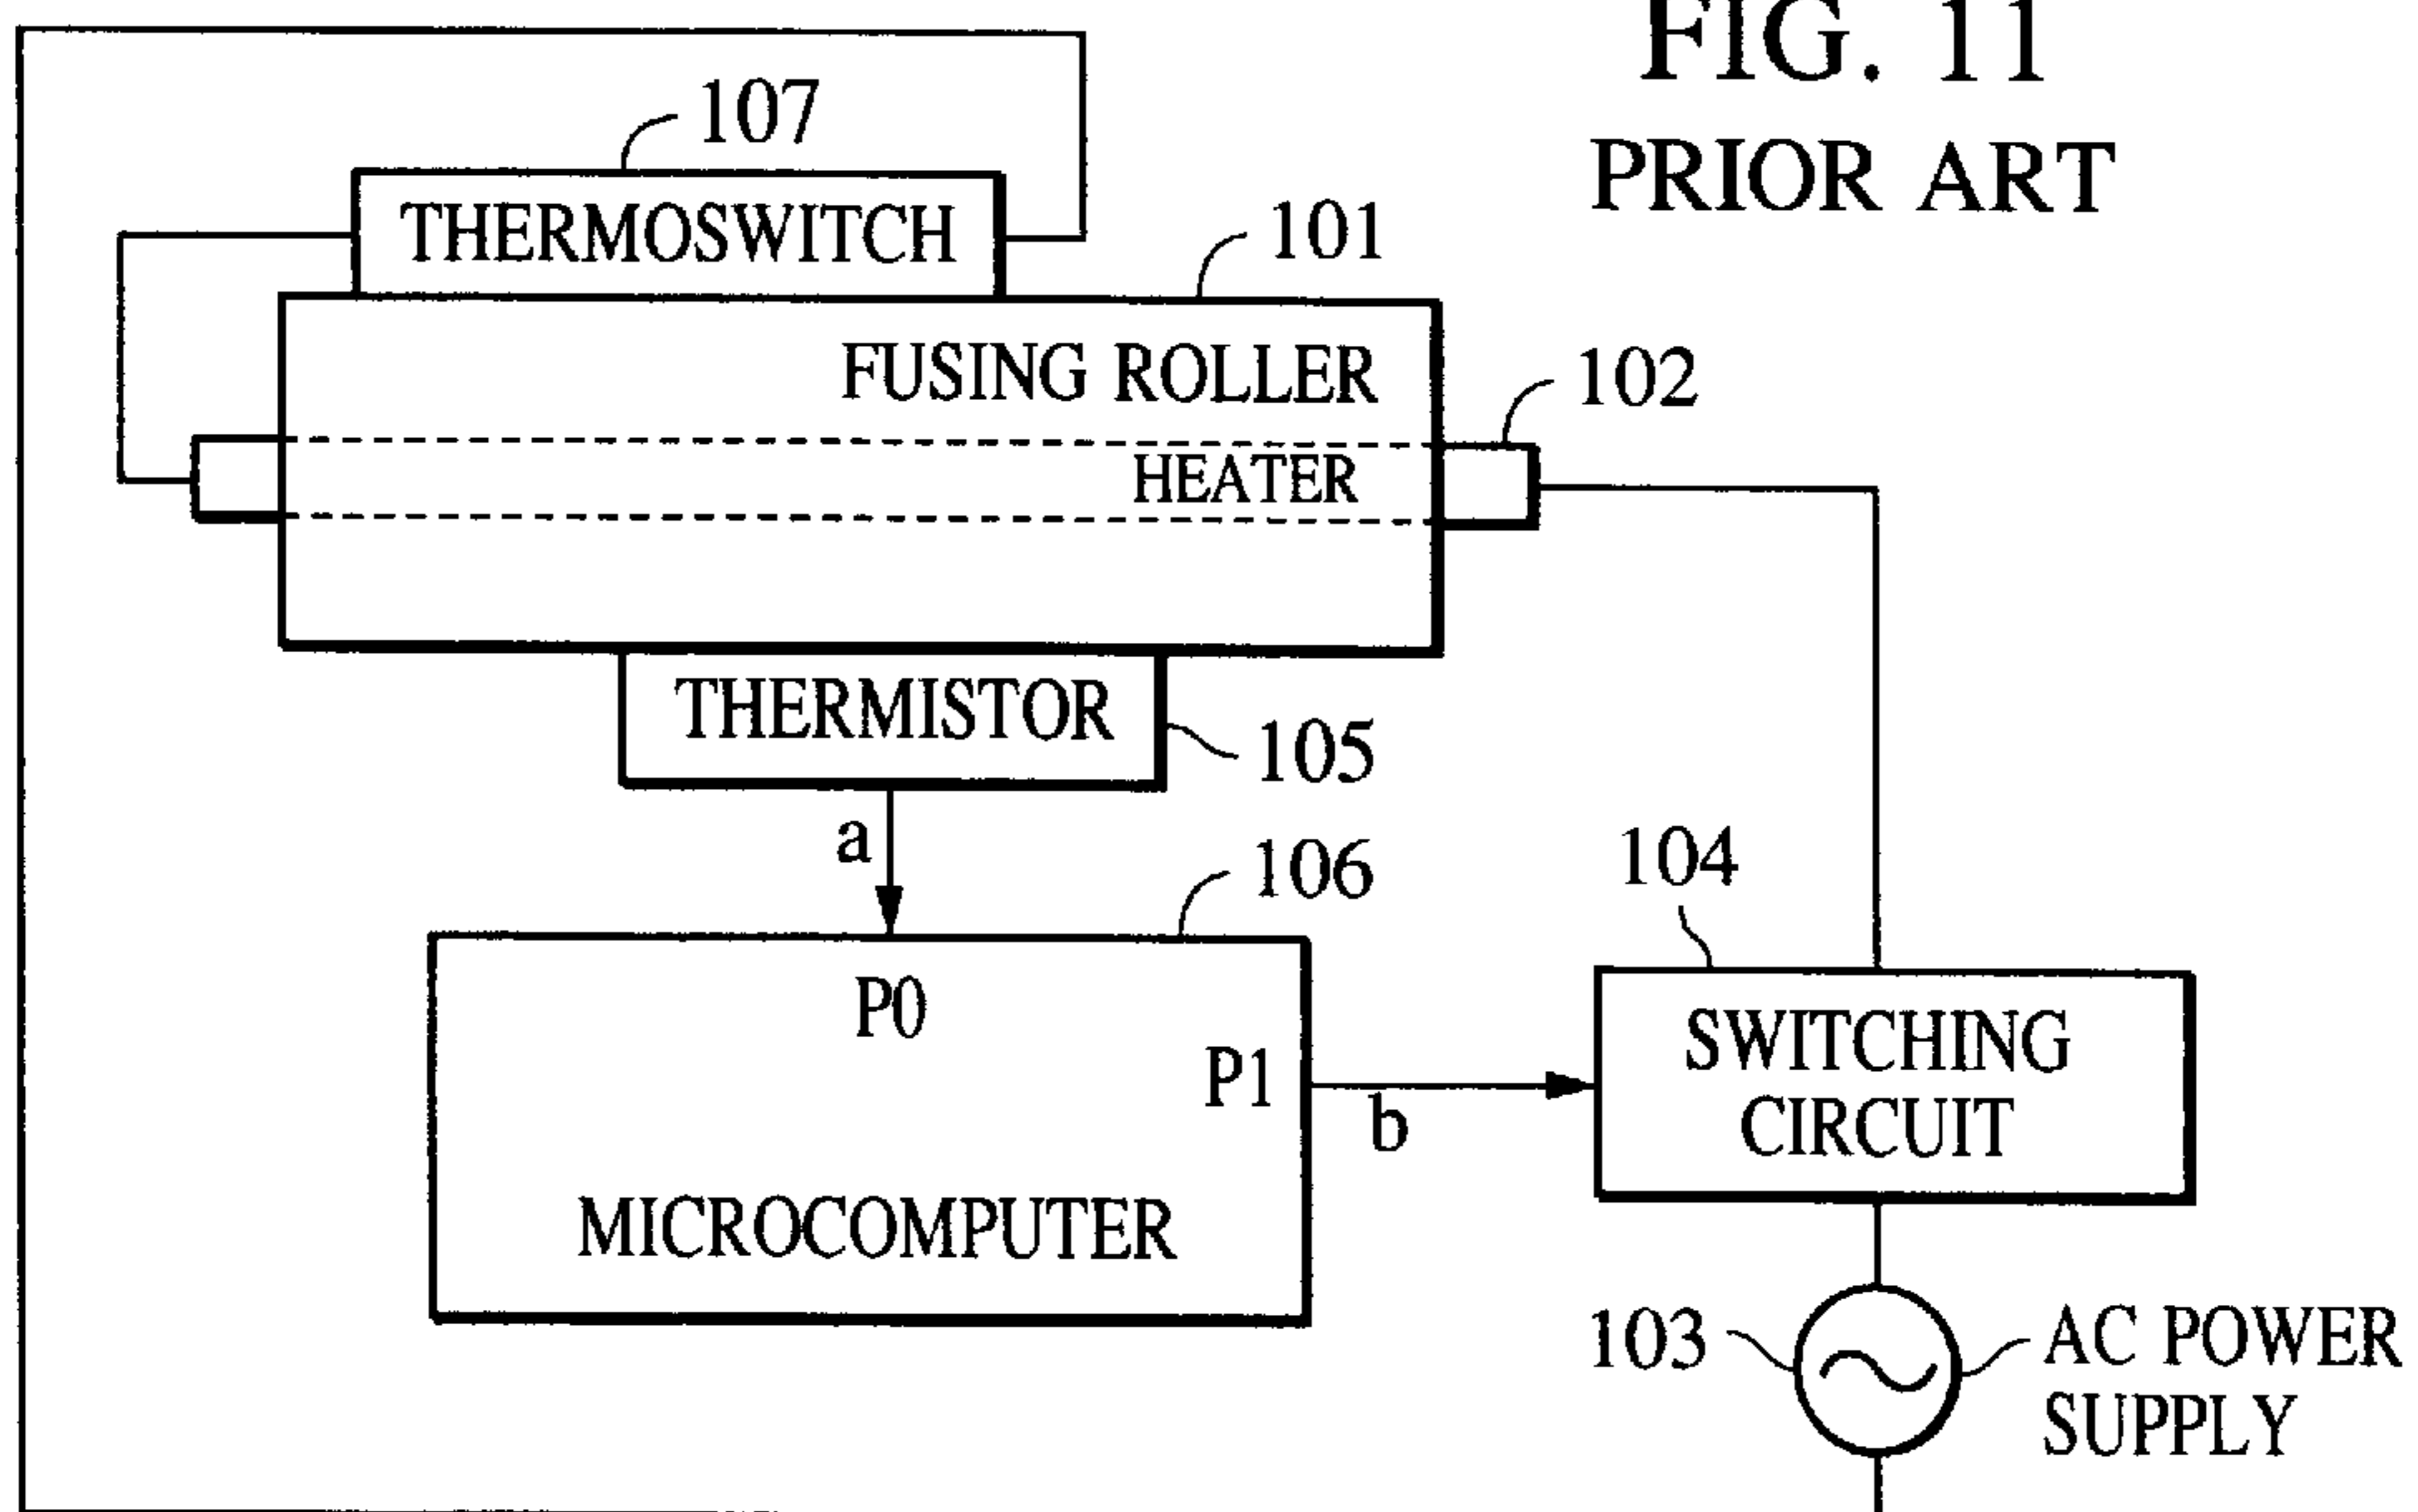 FIG. 11
PRIOR ART
107
THERMOSWITCH
101
FUSING ROLLER
102
HEATER
THERMISTOR
105
a
106
104
P0
P1
SWITCHING
CIRCUIT
b
MICROCOMPUTER
103
AC POWER
SUPPLY